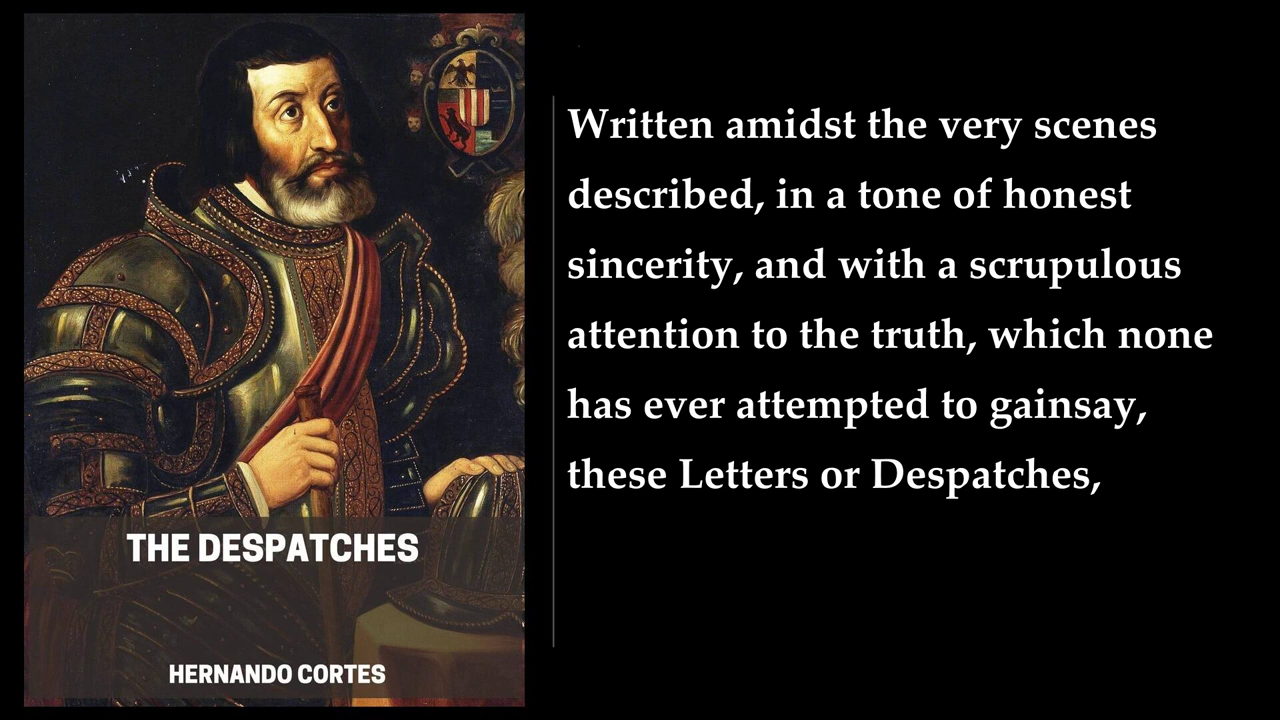 THE DESPATCHES
HERNANDO CORTES
Written amidst the very scenes
described, in a tone of honest
sincerity, and with a scrupulous
attention to the truth, which none
has ever attempted to gainsay,
these Letters or Despatches,